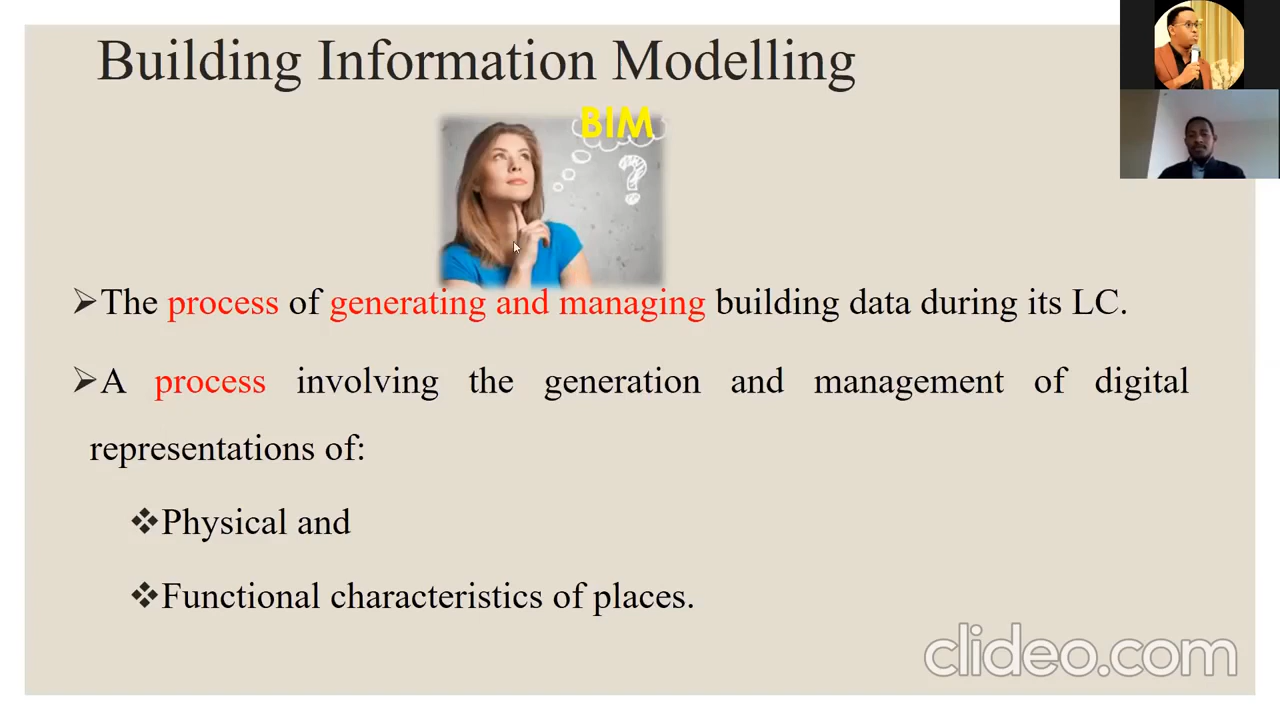 Building Information Modelling
BIM
?
➢The process of generating and managing building data during its LC.
➢A process involving the generation and management of digital
representations of:
❖Physical and
❖Functional characteristics of places.
clideo.com